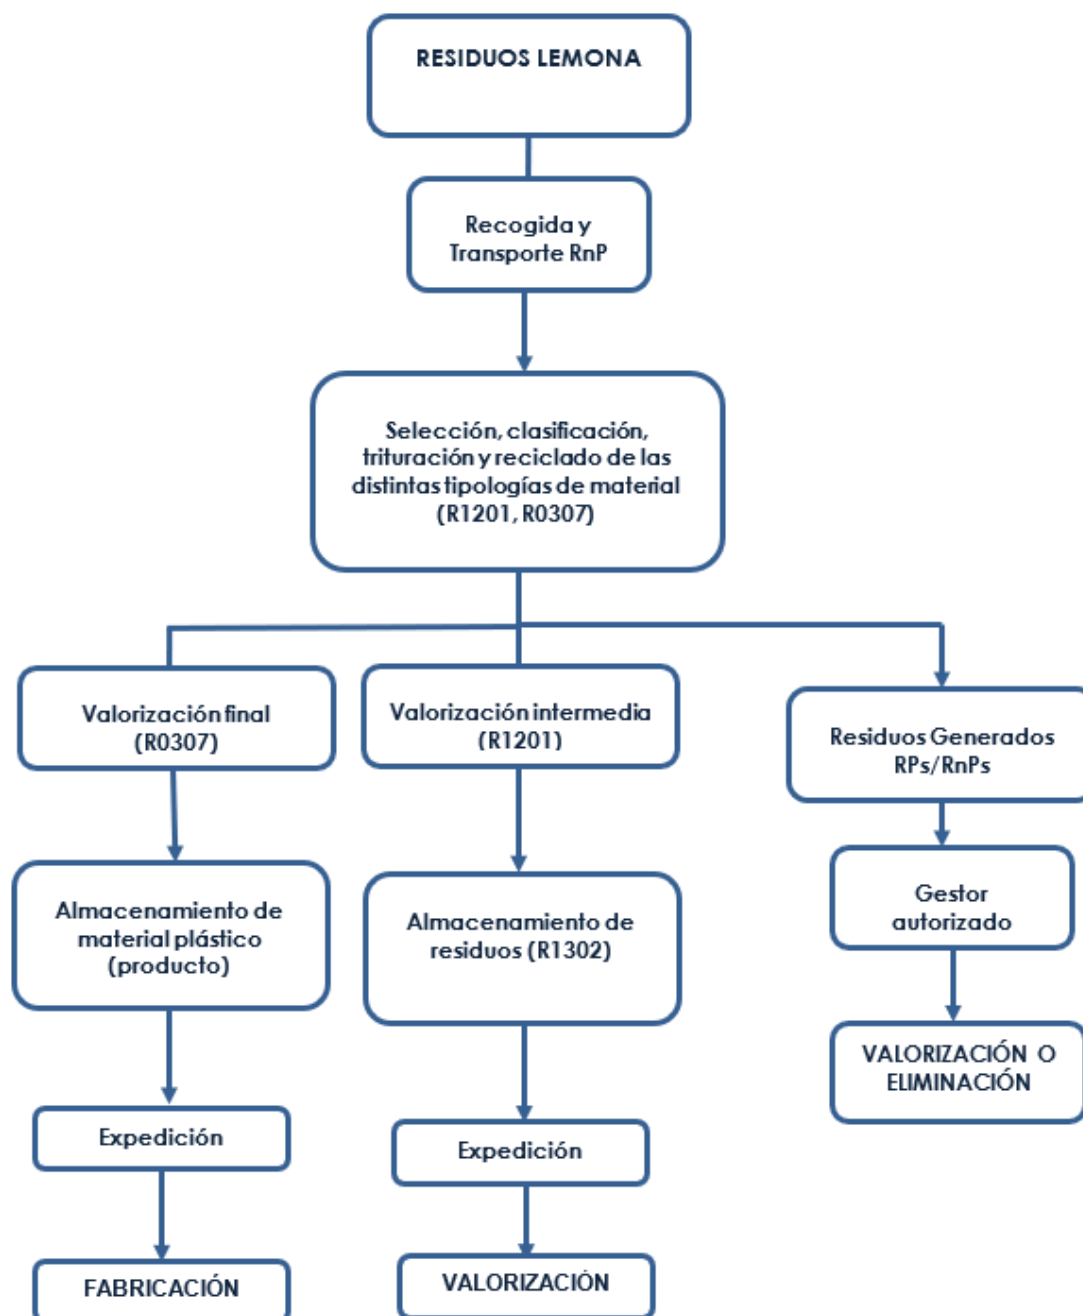 RESIDUOS LEMONA
Recogida y
Transporte RnP
Selección, clasificación,
trituración y reciclado de las
distintas tipologías de material
(R1201, R0307)
Valorización final
(R0307)
Valorización intermedia
(R1201)
Residuos Generados
RPs/RnPs
Almacenamiento de
material plástico
(producto)
Almacenamiento de
residuos (R1302)
Gestor
autorizado
VALORIZACIÓN O
ELIMINACIÓN
Expedición
Expedición
FABRICACIÓN
VALORIZACIÓN